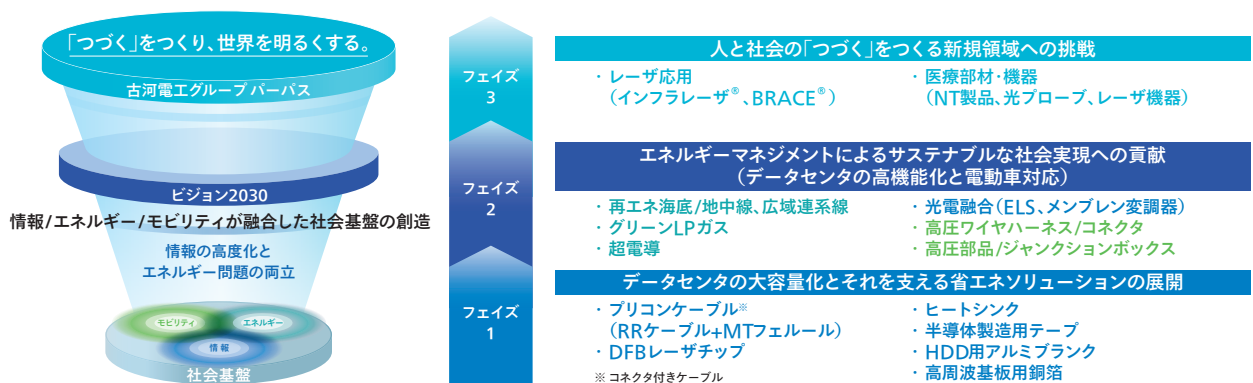 「つづく」をつくり、世界を明るくする。
古河電工グループ パーパス
ビジョン2030
情報/エネルギー/モビリティが融合した社会基盤の創造
情報の高度化と
エネルギー問題の両立
モビリティ
エネルギー
情報
社会基盤
フェイズ
3
人と社会の「つづく」をつくる新規領域への挑戦
・レーザ応用
（インフラレーザ®、BRACE®）
・医療部材・機器
（NT製品、光プローブ、レーザ機器）
フェイズ
2
エネルギーマネジメントによるサステナブルな社会実現への貢献
（データセンタの高機能化と電動車対応）
・再エネ海底/地中線、広域連系線
・グリーンLPガス
・超電導
・光電融合（ELS、メンブレン変調器）
・高圧ワイヤハーネス/コネクタ
・高圧部品/ジャンクションボックス
フェイズ
1
データセンタの大容量化とそれを支える省エネソリューションの展開
・プリコンケーブル※
（RRケーブル+MTフェルール）
・DFBレーザチップ
※ コネクタ付きケーブル
・ヒートシンク
・半導体製造用テープ
・HDD用アルミブランク
・高周波基板用銅箔